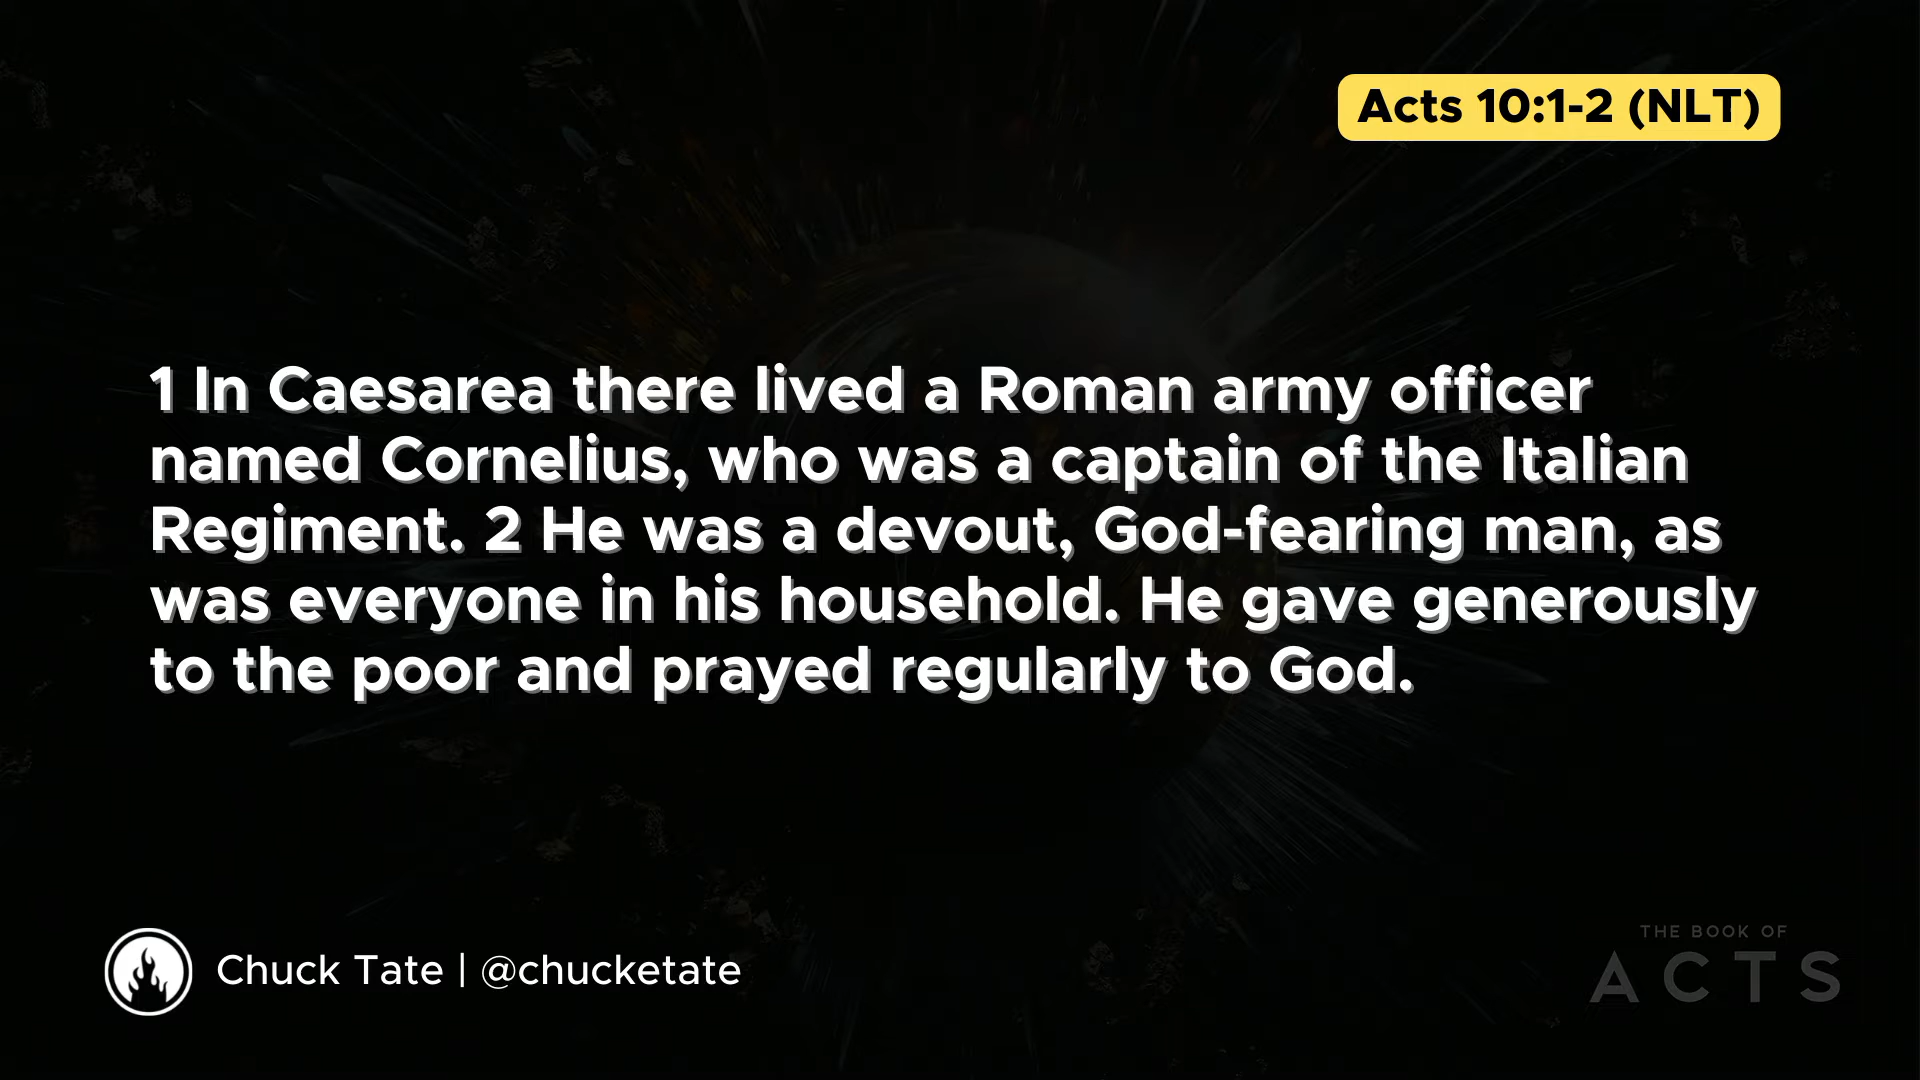 Acts 10:1-2 (NLT)
1 In Caesarea there lived a Roman army officer
named Cornelius, who was a captain of the Italian
Regiment. 2 He was a devout, God-fearing man, as
was everyone in his household. He gave generously
to the poor and prayed regularly to God.
Chuck Tate | @chucketate
THE BOOK OF
ACTS